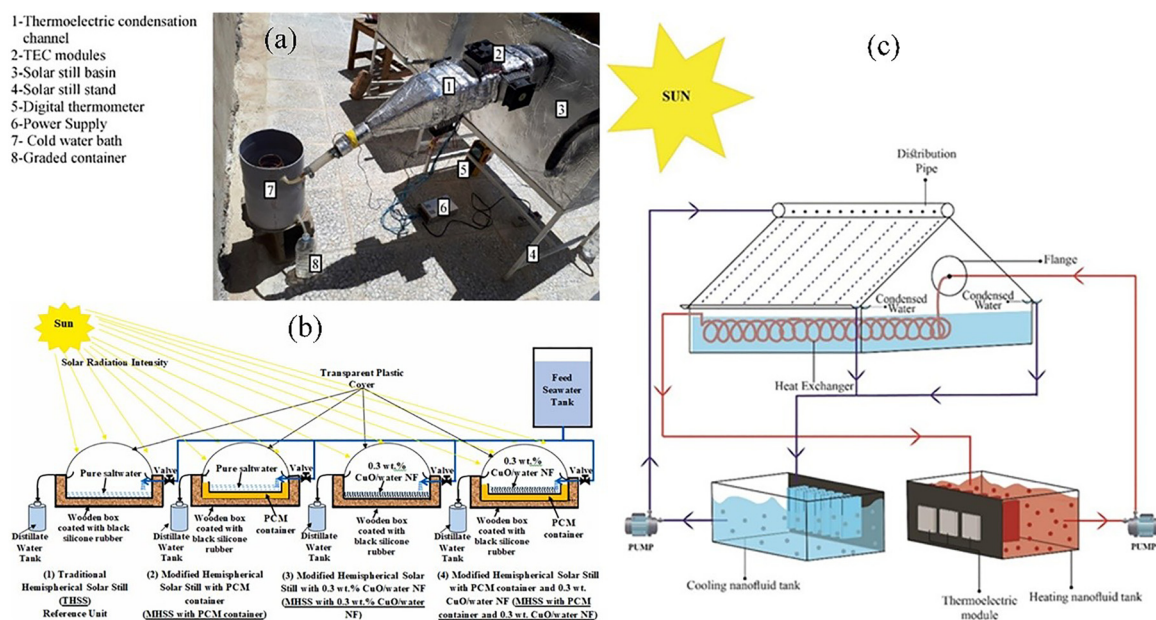 1-Thermoelectric condensation
channel
2-TEC modules
3-Solar still basin
4-Solar still stand
5-Digital thermometer
6-Power Supply
7- Cold water bath
8-Graded container
(a)
1
2
3
4
5
6
7
8
(b)
Sun
Solar Radiation Intensity
Transparent Plastic
Cover
Feed
Seawater
Tank
Pure saltwater
Wooden box
coated with black
silicone rubber
Distillate
Water
Tank
(1) Traditional
Hemispherical Solar Still
(THSS)
Reference Unit
Pure saltwater
Valve
Wooden box
coated with
black silicone
rubber
PCM
container
Distillate
Water Tank
(2) Modified Hemispherical
Solar Still with PCM
container
(MHSS with PCM container)
0.3 wt.%
CuO/water NF
Valve
Wooden box
coated with black
silicone rubber
Distillate
Water Tank
(3) Modified Hemispherical Solar
Still with 0.3 wt.% CuO/water NF
(MHSS with 0.3 wt.% CuO/water
NF)
0.3 wt.%
CuO/water NF
Valve
Wooden box
coated with
black silicone
rubber
PCM
container
Distillate
Water Tank
(4) Modified Hemispherical Solar Still
with PCM container and 0.3 wt.
CuO/water NF (MHSS with PCM
container and 0.3 wt. CuO/water NF)
(c)
SUN
Distribution
Pipe
Flange
Condensed
Water
Condensed
Water
Heat Exchanger
PUMP
Cooling nanofluid tank
Thermoelectric
module
Heating nanofluid tank
PUMP